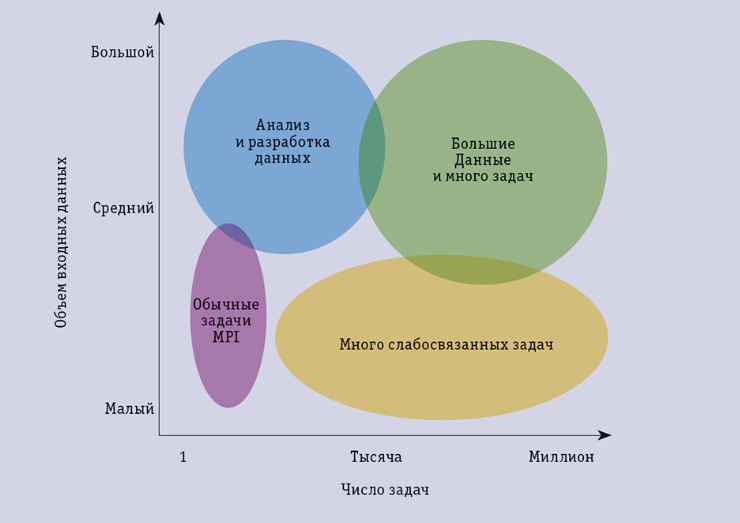 Большой
Анализ
и разработка
данных
Большие
Данные
и много задач
Средний
Объем входных данных
Обычные
задачи
MPI
Много слабосвязанных задач
Малый
1
Тысяча
Миллион
Число задач